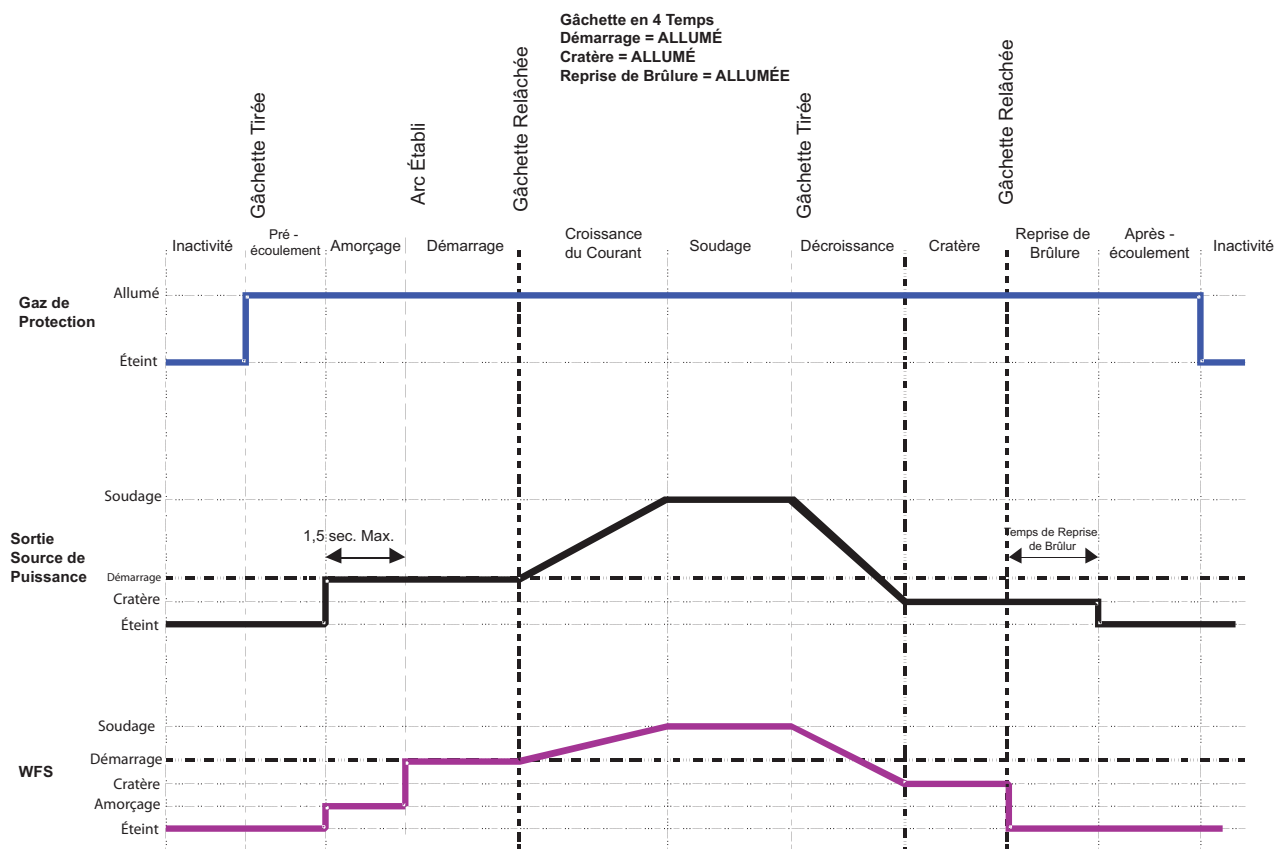 Gâchette en 4 Temps
Démarrage = ALLUMÉ
Cratère = ALLUMÉ
Reprise de Brûlure = ALLUMÉE
Gâchette Tirée
Arc Établi
Gâchette Relâchée
Gâchette Tirée
Gâchette Relâchée
Inactivité
Pré -
écoulement
Amorçage
Démarrage
Croissance
du Courant
Soudage
Décroissance
Cratère
Reprise de
Brûlure
Après -
écoulement
Inactivité
Gaz de
Protection
Allumé
Éteint
Sortie
Source de
Puissance
Soudage
1,5 sec. Max.
Temps de Reprise
de Brûlur
Démarrage
Cratère
Éteint
WFS
Soudage
Démarrage
Cratère
Amorçage
Éteint